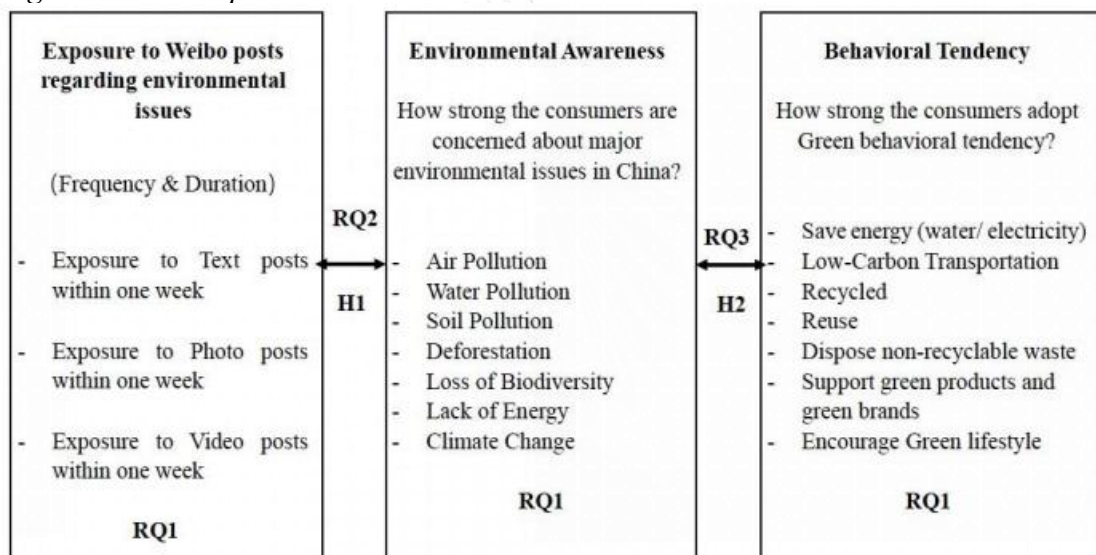 Exposure to Weibo posts
regarding environmental
issues
(Frequency & Duration)
- Exposure to Text posts
within one week
- Exposure to Photo posts
within one week
- Exposure to Video posts
within one week
RQ1
RQ2
H1
Environmental Awareness
How strong the consumers are
concerned about major
environmental issues in China?
- Air Pollution
- Water Pollution
- Soil Pollution
- Deforestation
- Loss of Biodiversity
- Lack of Energy
- Climate Change
RQ1
RQ3
H2
Behavioral Tendency
How strong the consumers adopt
Green behavioral tendency?
- Save energy (water/ electricity)
- Low-Carbon Transportation
- Recycled
- Reuse
- Dispose non-recyclable waste
- Support green products and
green brands
- Encourage Green lifestyle
RQ1